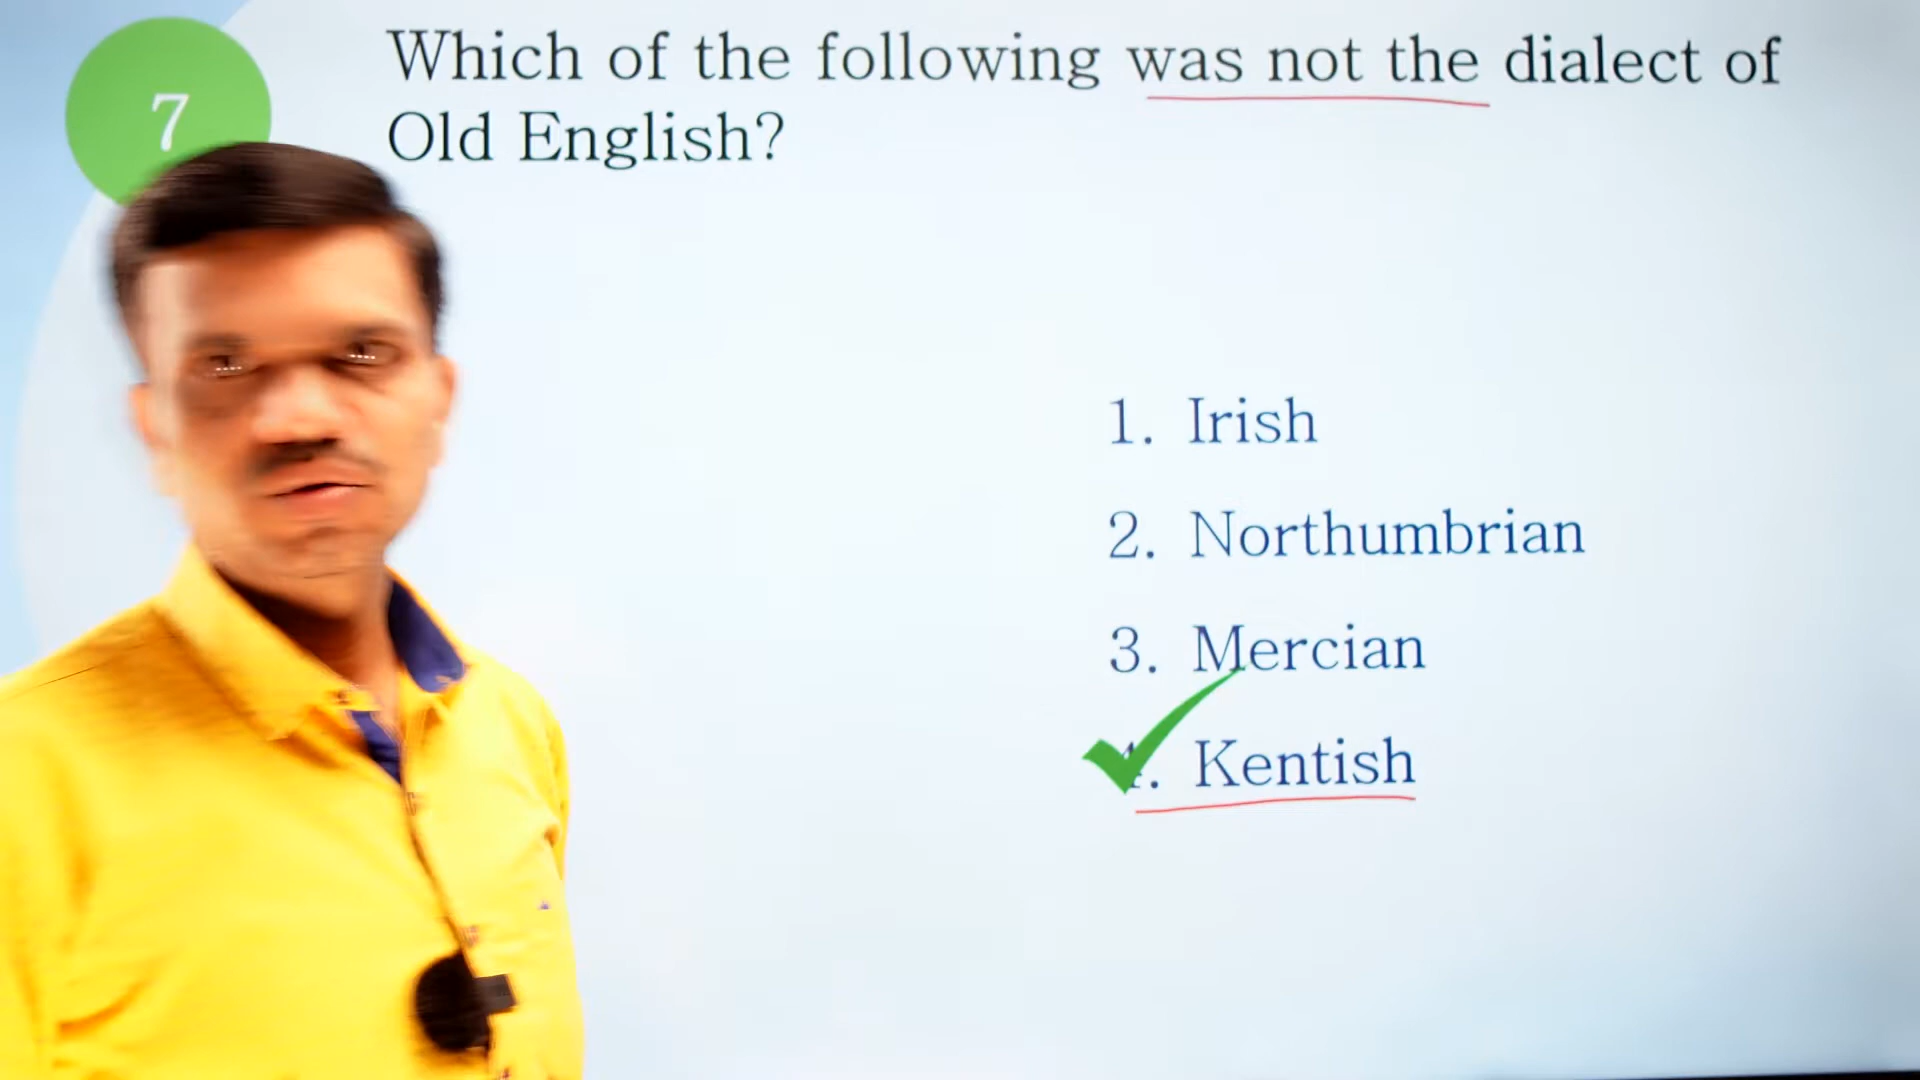 7
Which of the following was not the dialect of
Old English?
1. Irish
2. Northumbrian
3. Mercian
4. Kentish